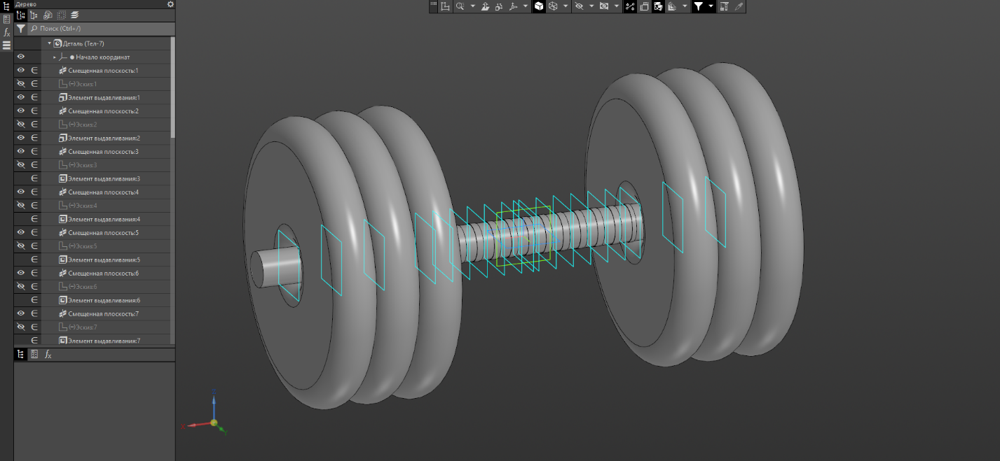 Дерево
Поиск (Ctrl+/)
Деталь (Тел-7)
Начало координат
Смещенная плоскость:1
(-)Эскиз:1
Элемент выдавливания:1
Смещенная плоскость:2
(-)Эскиз:2
Элемент выдавливания:2
Смещенная плоскость:3
(-)Эскиз:3
Элемент выдавливания:3
Смещенная плоскость:4
(-)Эскиз:4
Элемент выдавливания:4
Смещенная плоскость:5
(-)Эскиз:5
Элемент выдавливания:5
Смещенная плоскость:6
(-)Эскиз:6
Элемент выдавливания:6
Смещенная плоскость:7
(-)Эскиз:7
Элемент выдавливания:7
fx
Z
X
Y